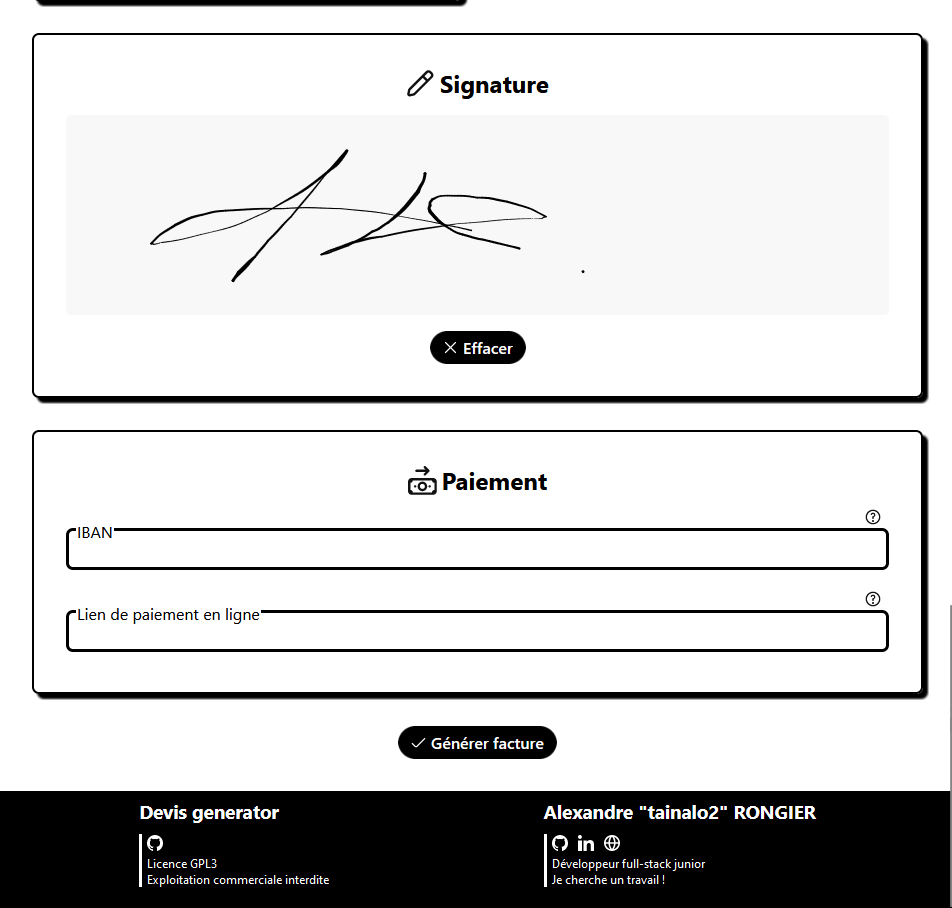 Signature
Effacer
Paiement
IBAN
Lien de paiement en ligne
Générer facture
Devis generator
Licence GPL3
Exploitation commerciale interdite
Alexandre "tainalo2" RONGIER
Développeur full-stack junior
Je cherche un travail !